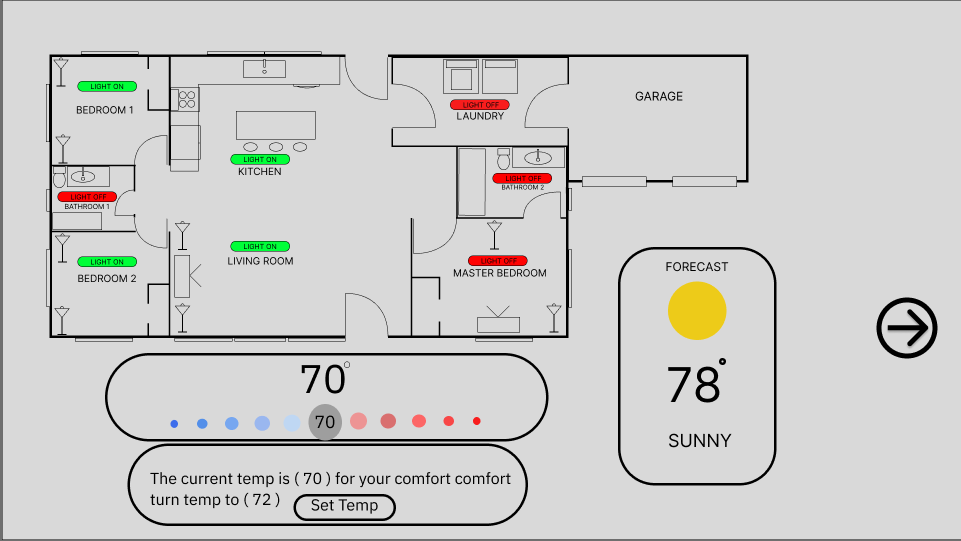 LIGHT ON
BEDROOM 1
LIGHT ON
KITCHEN
LIGHT OFF
LAUNDRY
GARAGE
LIGHT OFF
BATHROOM 1
LIGHT OFF
BATHROOM 2
LIGHT ON
BEDROOM 2
LIGHT ON
LIVING ROOM
LIGHT OFF
MASTER BEDROOM
FORECAST
78°
SUNNY
70°
70
The current temp is ( 70 ) for your comfort comfort
turn temp to ( 72 )
Set Temp